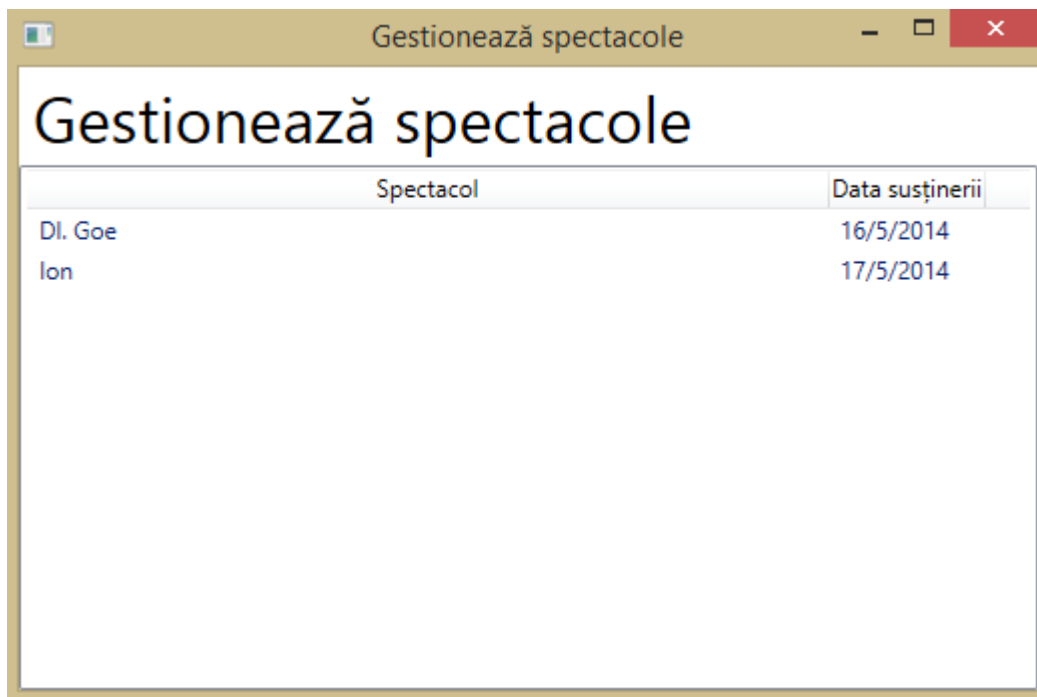 Gestionează spectacole
Gestionează spectacole
Spectacol Data susținerii
Dl. Goe 16/5/2014
Ion 17/5/2014